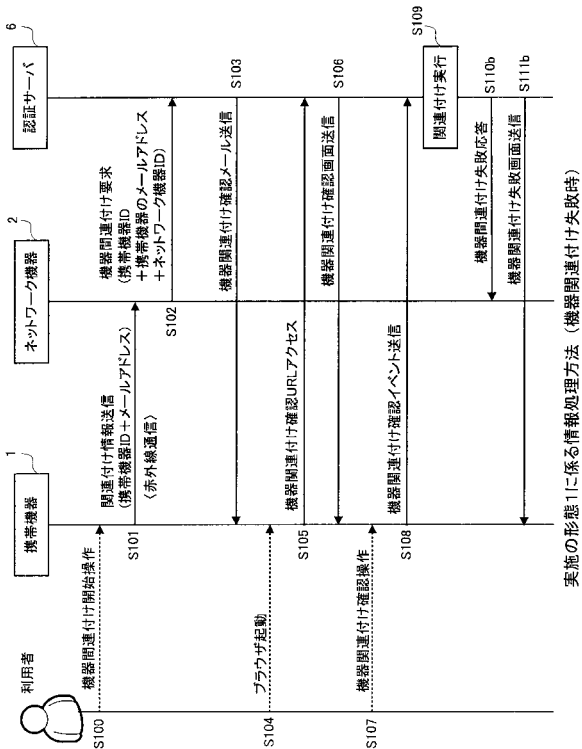 利用者
携帯機器
1
ネットワーク機器
2
認証サーバ
6
S100
機器間連付け開始操作
S101
関連付け情報送信
(携帯機器ID+メールアドレス)
〈赤外線通信〉
S102
機器間連付け要求
(携帯機器ID
+携帯機器のメールアドレス
+ネットワーク機器ID)
S103
機器関連付け確認メール送信
S104
ブラウザ起動
S105
機器関連付け確認URLアクセス
S106
機器関連付け確認画面送信
S107
機器関連付け確認操作
S108
機器関連付け確認イベント送信
S109
関連付け実行
S110b
機器間連付け失敗応答
S111b
機器関連付け失敗画面送信
実施の形態1に係る情報処理方法(機器関連付け失敗時)